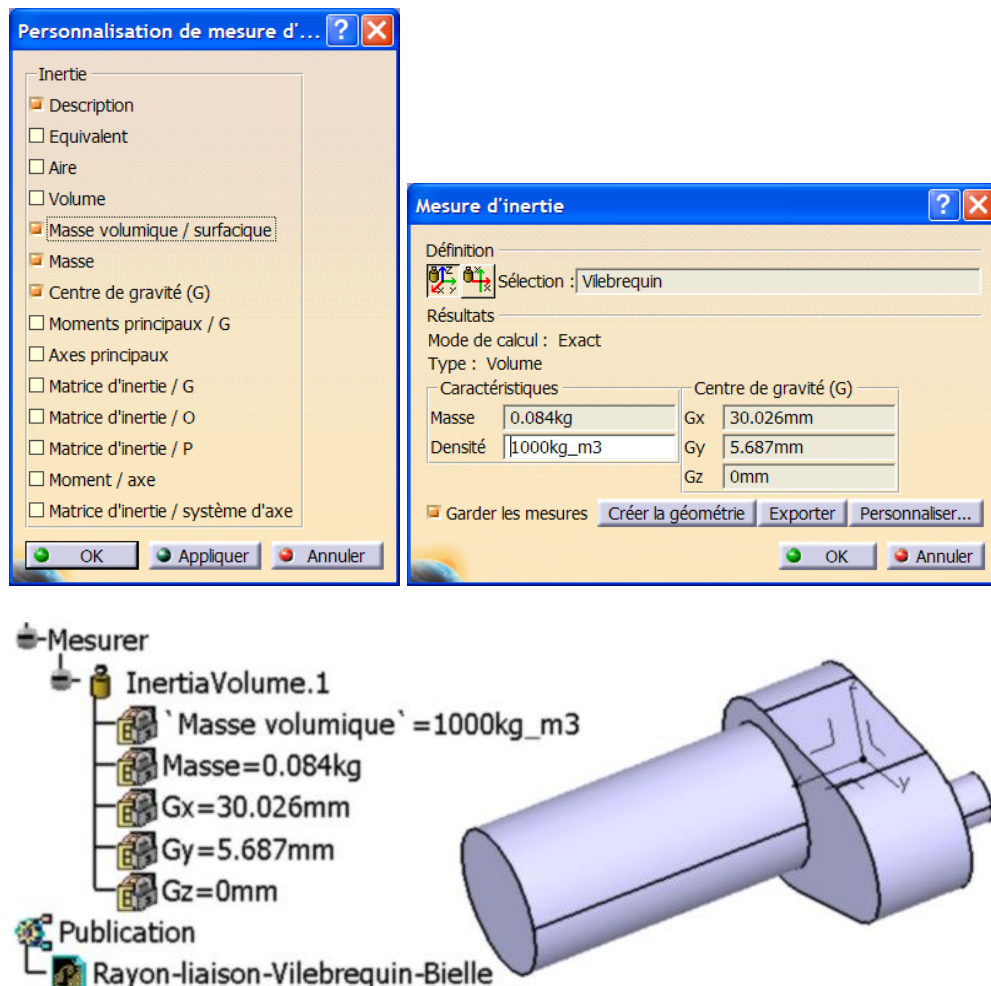 Personnalisation de mesure d'...
Inertie
Description
Equivalent
Aire
Volume
Masse volumique / surfacique
Masse
Centre de gravité (G)
Moments principaux / G
Axes principaux
Matrice d'inertie / G
Matrice d'inertie / O
Matrice d'inertie / P
Moment / axe
Matrice d'inertie / système d'axe
OK Appliquer Annuler
Mesure d'inertie
Définition
Sélection : Vilebrequin
Résultats
Mode de calcul : Exact
Type : Volume
Caractéristiques Centre de gravité (G)
Masse 0.084kg Gx 30.026mm
Densité 1000kg_m3 Gy 5.687mm
Gz 0mm
Garder les mesures Créer la géométrie Exporter Personnaliser...
OK Annuler
Mesurer
InertiaVolume.1
`Masse volumique`=1000kg_m3
Masse=0.084kg
Gx=30.026mm
Gy=5.687mm
Gz=0mm
Publication
Rayon-liaison-Vilebrequin-Bielle
y